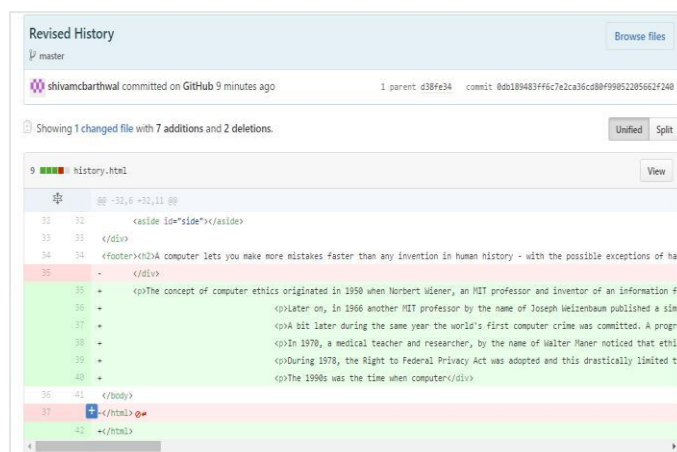 Revised History
Browse files
master
shivamcbarthwal committed on GitHub 9 minutes ago 1 parent d38fe34 commit 0db189483ff6c7e2ca36cd80f99052205662f240
Showing 1 changed file with 7 additions and 2 deletions.
Unified Split
9 history.html View
@@ -32,6 +32,11 @@
32 32 <aside id="side"></aside>
33 33 </div>
34 34 <footer><h2>A computer lets you make more mistakes faster than any invention in human history - with the possible exceptions of ha
35 - </div>
35 + <p>The concept of computer ethics originated in 1950 when Norbert Wiener, an MIT professor and inventor of an information f
36 + <p>Later on, in 1966 another MIT professor by the name of Joseph Weizenbaum published a sim
37 + <p>A bit later during the same year the world's first computer crime was committed. A progr
38 + <p>In 1970, a medical teacher and researcher, by the name of Walter Maner noticed that ethi
39 + <p>During 1978, the Right to Federal Privacy Act was adopted and this drastically limited t
40 + <p>The 1990s was the time when computer</div>
36 41 </body>
37 + -</html>
42 +</html>